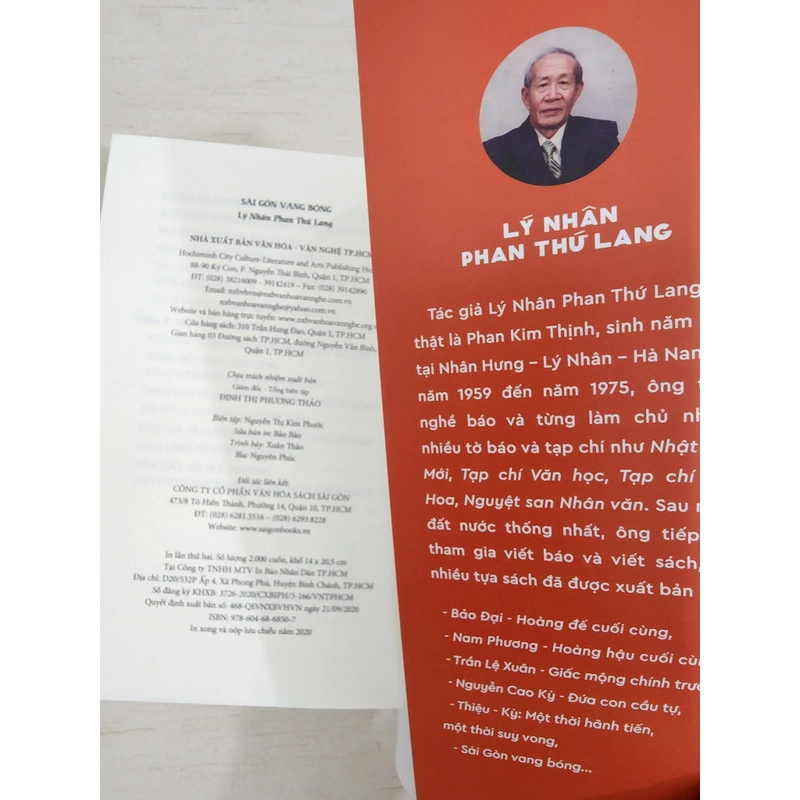 SÀI GÒN VANG BÓNG
Lý Nhân Phan Thứ Lang
NHÀ XUẤT BẢN VĂN HÓA - VĂN NGHỆ TP.HCM
Hochiminh City Culture-Literature and Arts Publishing Hou
88-90 Ký Con, P. Nguyễn Thái Bình, Quận 1, TP.HCM
ĐT: (028) 38216009 - 39142419 – Fax: (028) 39142890
Email: nxbvhvn@nxbvanhoavannghe.com.vn
nxbvanhoavannghe@yahoo.com.vn
Website và bán hàng trực tuyến: www.nxbvanhoavannghe.org.v
Cửa hàng sách: 310 Trần Hưng Đạo, Quận 1, TP.HCM
Gian hàng 03 Đường sách TP.HCM, đường Nguyễn Văn Bình,
Quận 1, TP.HCM
Chịu trách nhiệm xuất bản
Giám đốc - Tổng biên tập
ĐINH THỊ PHƯƠNG THẢO
Biên tập: Nguyễn Thị Kim Phước
Sửa bản in: Bảo Bảo
Trình bày: Xuân Thảo
Bìa: Nguyên Phúc
Đối tác liên kết:
CÔNG TY CỔ PHẦN VĂN HÓA SÁCH SÀI GÒN
473/8 Tô Hiến Thành, Phường 14, Quận 10, TP.HCM
ĐT: (028) 6281.5516 – (028) 6293.8228
Website: www.saigonbooks.vn
In lần thứ hai. Số lượng 2.000 cuốn, khổ 14 x 20,5 cm
Tại Công ty TNHH MTV In Báo Nhân Dân TP.HCM
Địa chỉ: D20/532P Ấp 4, Xã Phong Phú, Huyện Bình Chánh, TP.HCM
Số đăng ký KHXB: 3726-2020/CXBIPH/3-166/VNTPHCM
Quyết định xuất bản số: 468-QĐ/NXBVHVN ngày 21/09/2020
ISBN: 978-604-68-6850-7
In xong và nộp lưu chiểu năm 2020
LÝ NHÂN
PHAN THỨ LANG
Tác giả Lý Nhân Phan Thứ Lang
thật là Phan Kim Thịnh, sinh năm
tại Nhân Hưng – Lý Nhân – Hà Nam
năm 1959 đến năm 1975, ông
nghề báo và từng làm chủ nh
nhiều tờ báo và tạp chí như Nhật
Mới, Tạp chí Văn học, Tạp chí
Hoa, Nguyệt san Nhân văn. Sau
đất nước thống nhất, ông tiếp
tham gia viết báo và viết sách,
nhiều tựa sách đã được xuất bản
- Bảo Đại - Hoàng đế cuối cùng,
- Nam Phương - Hoàng hậu cuối cùn
- Trần Lệ Xuân - Giấc mộng chính trườ
- Nguyễn Cao Kỳ - Đứa con cầu tự,
- Thiệu - Kỳ: Một thời hãnh tiến,
một thời suy vong,
- Sài Gòn vang bóng...